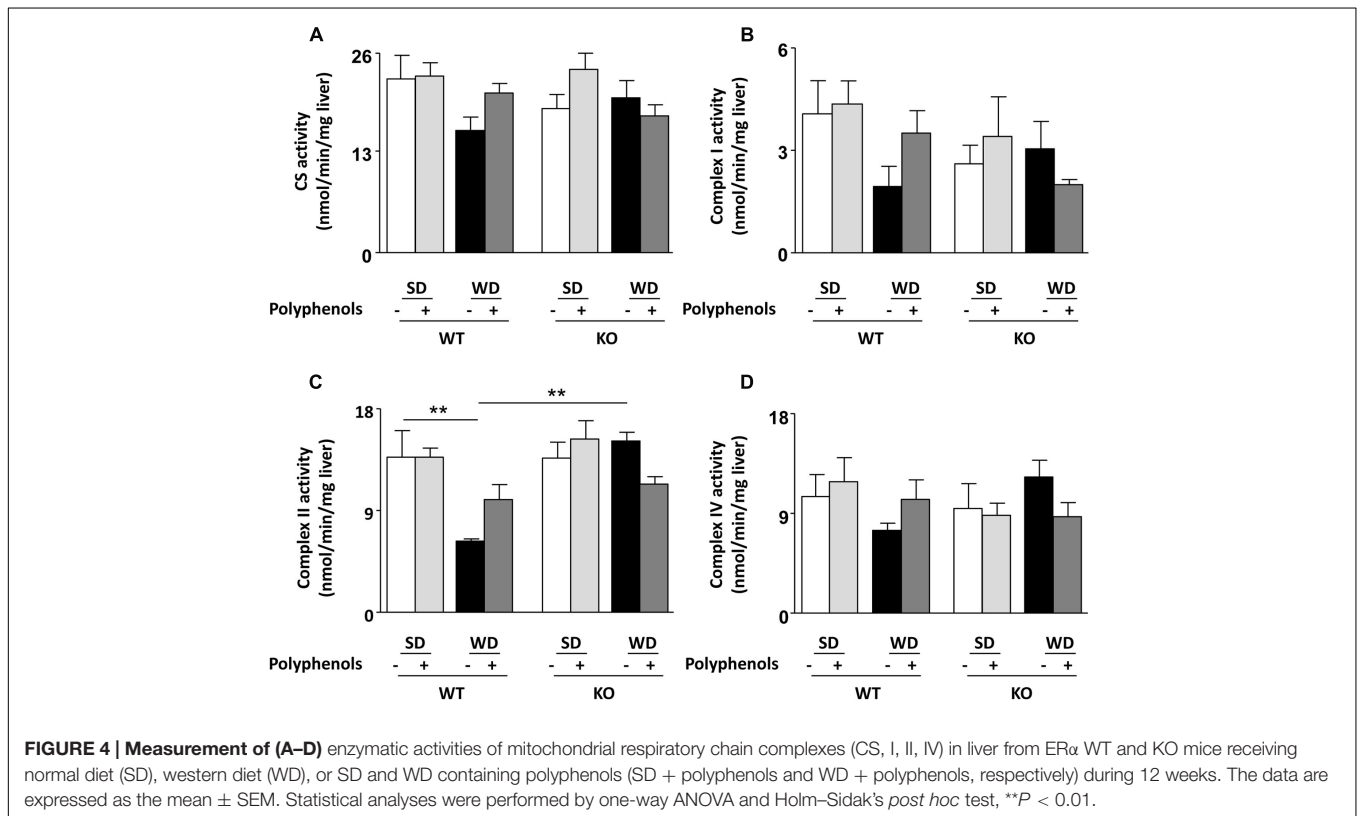 A
26
13
0
CS activity
(nmol/min/mg liver)
SD WD SD WD
Polyphenols - + - + - + - +
WT KO
B
6
3
0
Complex I activity
(nmol/min/mg liver)
SD WD SD WD
Polyphenols - + - + - + - +
WT KO
C
18
9
0
Complex II activity
(nmol/min/mg liver)
** **
SD WD SD WD
Polyphenols - + - + - + - +
WT KO
D
18
9
0
Complex IV activity
(nmol/min/mg liver)
SD WD SD WD
Polyphenols - + - + - + - +
WT KO
FIGURE 4 | Measurement of (A–D) enzymatic activities of mitochondrial respiratory chain complexes (CS, I, II, IV) in liver from ERα WT and KO mice receiving
normal diet (SD), western diet (WD), or SD and WD containing polyphenols (SD + polyphenols and WD + polyphenols, respectively) during 12 weeks. The data are
expressed as the mean ± SEM. Statistical analyses were performed by one-way ANOVA and Holm–Sidak's post hoc test, **P < 0.01.